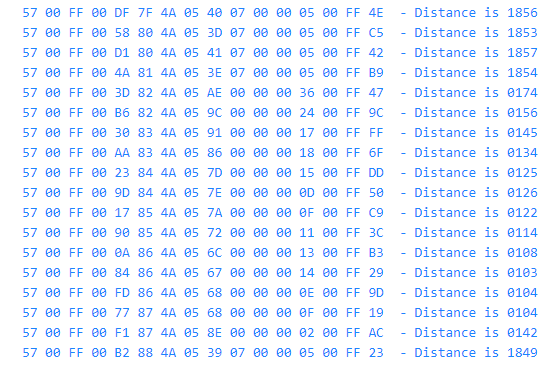 57 00 FF 00 DF 7F 4A 05 40 07 00 00 05 00 FF 4E - Distance is 1856
57 00 FF 00 58 80 4A 05 3D 07 00 00 05 00 FF C5 - Distance is 1853
57 00 FF 00 D1 80 4A 05 41 07 00 00 05 00 FF 42 - Distance is 1857
57 00 FF 00 4A 81 4A 05 3E 07 00 00 05 00 FF B9 - Distance is 1854
57 00 FF 00 3D 82 4A 05 AE 00 00 00 36 00 FF 47 - Distance is 0174
57 00 FF 00 B6 82 4A 05 9C 00 00 00 24 00 FF 9C - Distance is 0156
57 00 FF 00 30 83 4A 05 91 00 00 00 17 00 FF FF - Distance is 0145
57 00 FF 00 AA 83 4A 05 86 00 00 00 18 00 FF 6F - Distance is 0134
57 00 FF 00 23 84 4A 05 7D 00 00 00 15 00 FF DD - Distance is 0125
57 00 FF 00 9D 84 4A 05 7E 00 00 00 0D 00 FF 50 - Distance is 0126
57 00 FF 00 17 85 4A 05 7A 00 00 00 0F 00 FF C9 - Distance is 0122
57 00 FF 00 90 85 4A 05 72 00 00 00 11 00 FF 3C - Distance is 0114
57 00 FF 00 0A 86 4A 05 6C 00 00 00 13 00 FF B3 - Distance is 0108
57 00 FF 00 84 86 4A 05 67 00 00 00 14 00 FF 29 - Distance is 0103
57 00 FF 00 FD 86 4A 05 68 00 00 00 0E 00 FF 9D - Distance is 0104
57 00 FF 00 77 87 4A 05 68 00 00 00 0F 00 FF 19 - Distance is 0104
57 00 FF 00 F1 87 4A 05 8E 00 00 00 02 00 FF AC - Distance is 0142
57 00 FF 00 B2 88 4A 05 39 07 00 00 05 00 FF 23 - Distance is 1849